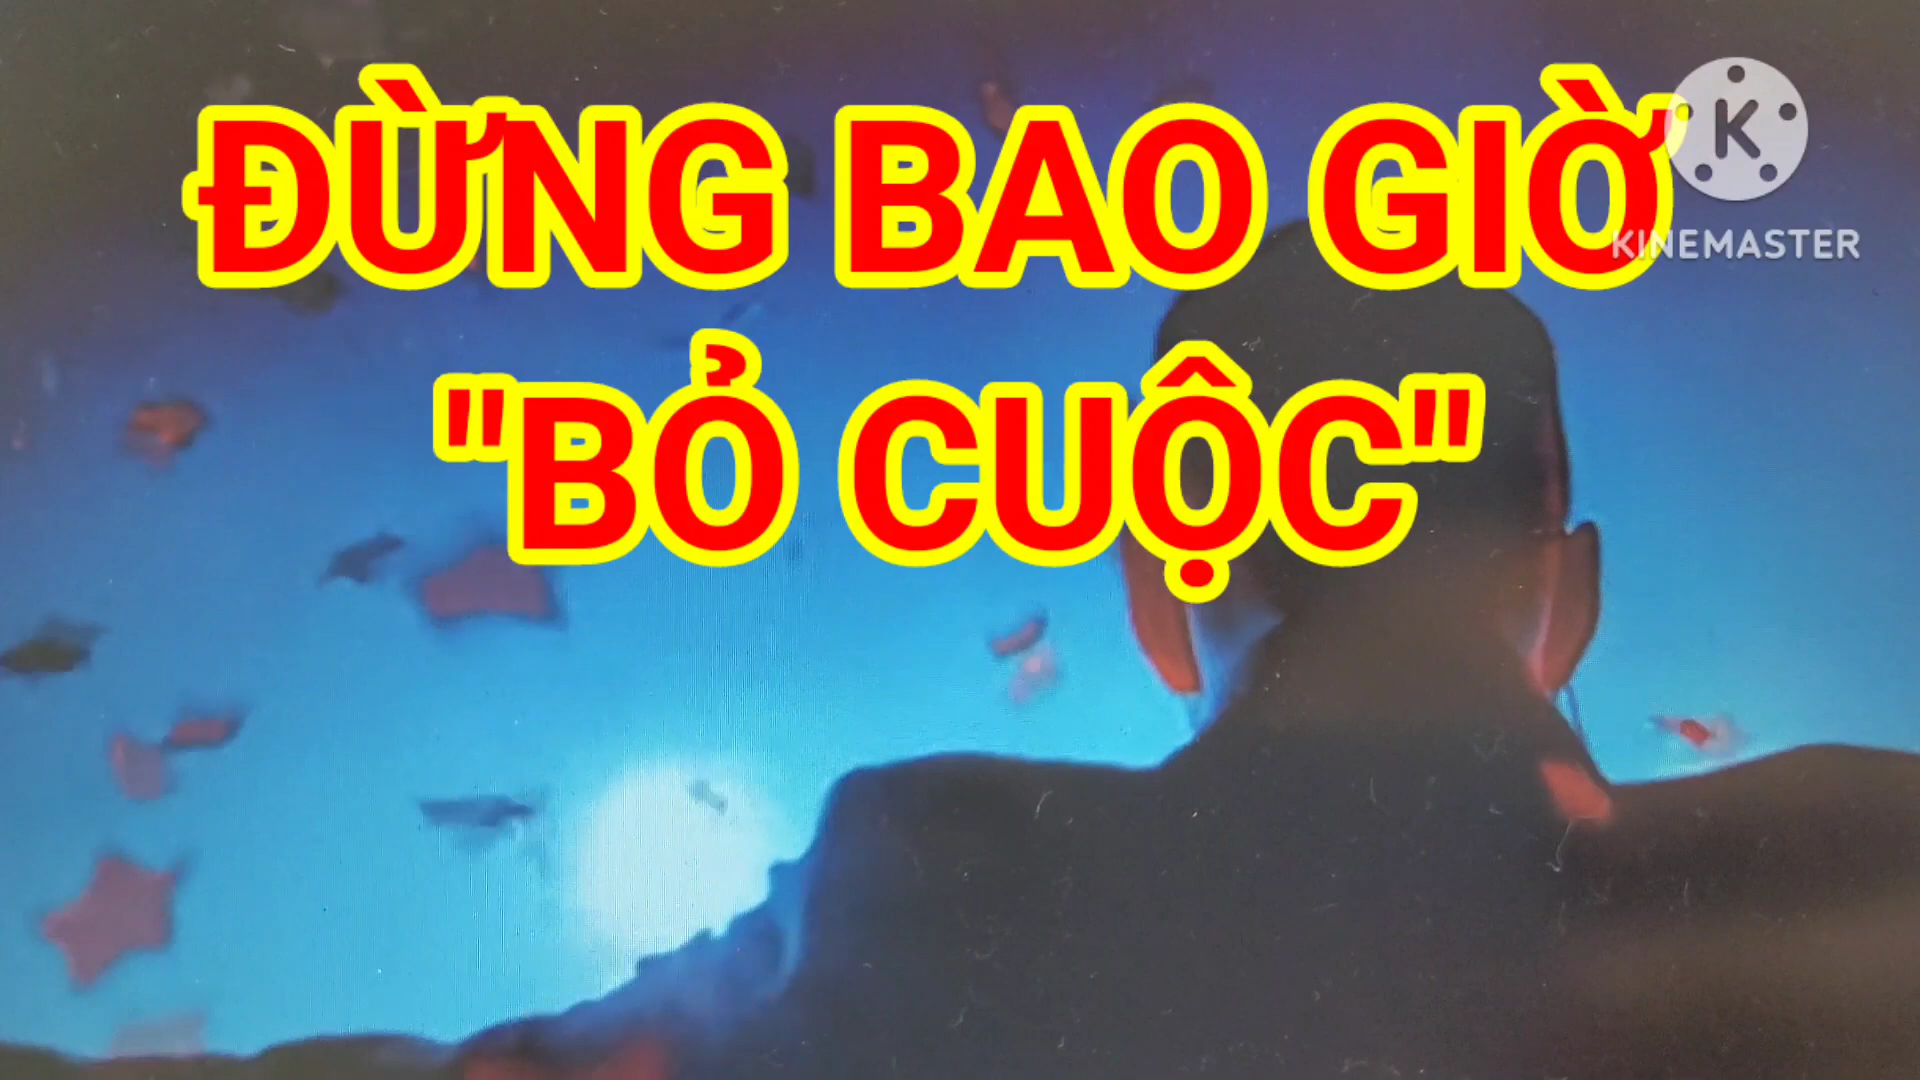 ĐỪNG BAO GIỜ
"BỎ CUỘC"
K
KINEMASTER